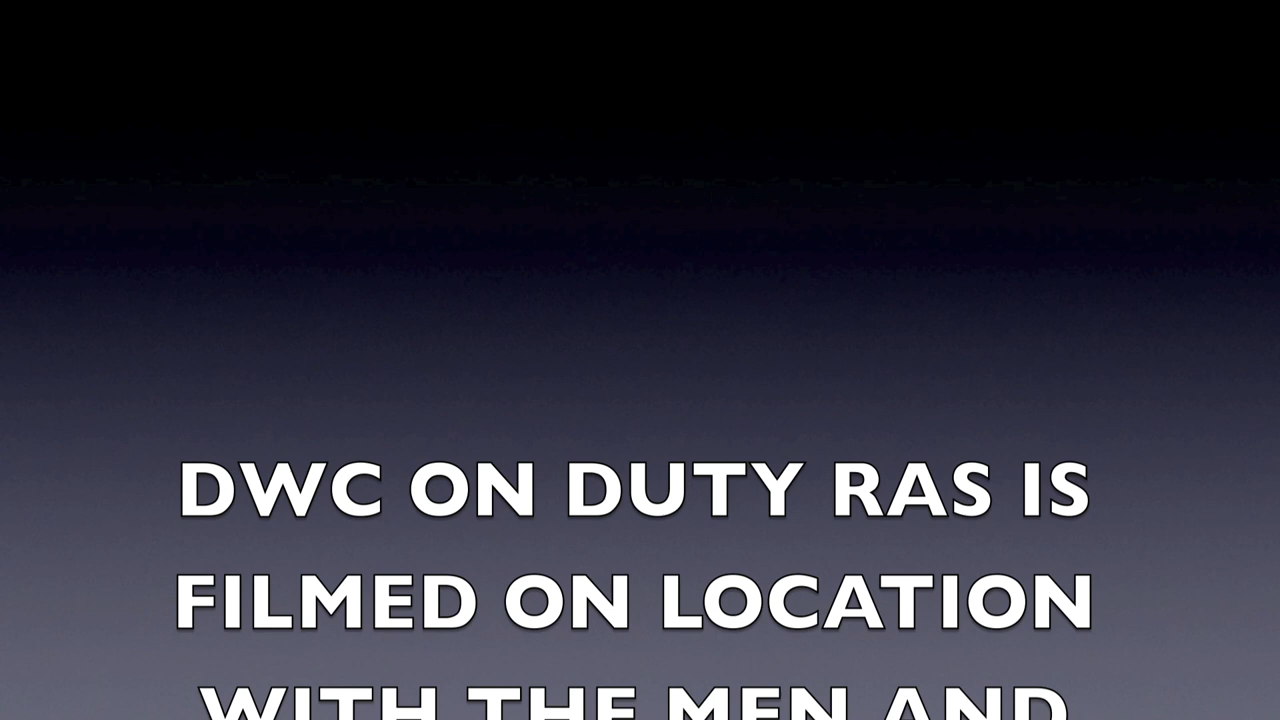 DWC ON DUTY RAS IS
FILMED ON LOCATION
WITH THE MEN AND